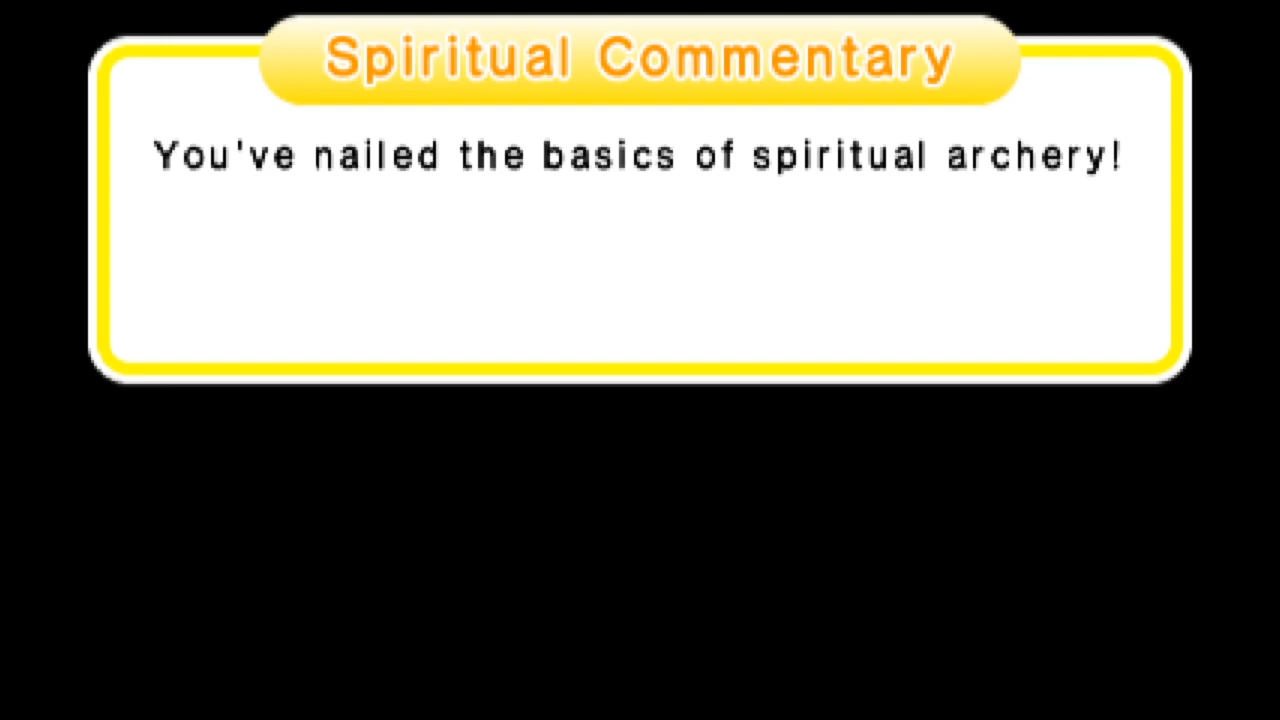 Spiritual Commentary
You've nailed the basics of spiritual archery!